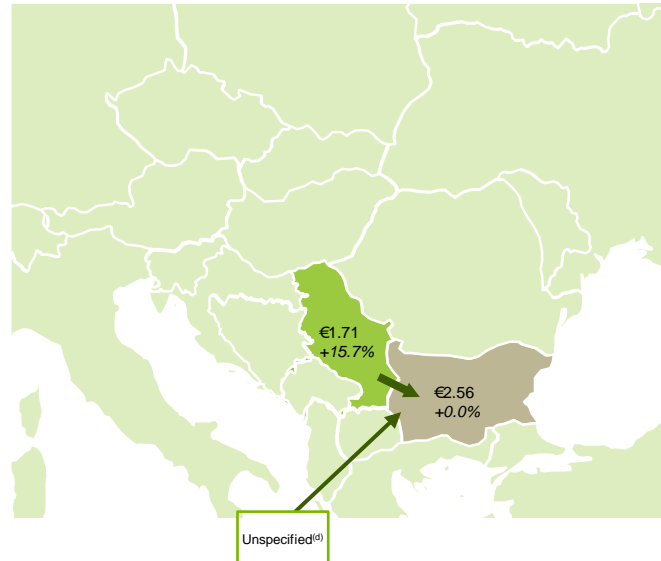 €1.71
+15.7%
€2.56
+0.0%
Unspecified(d)